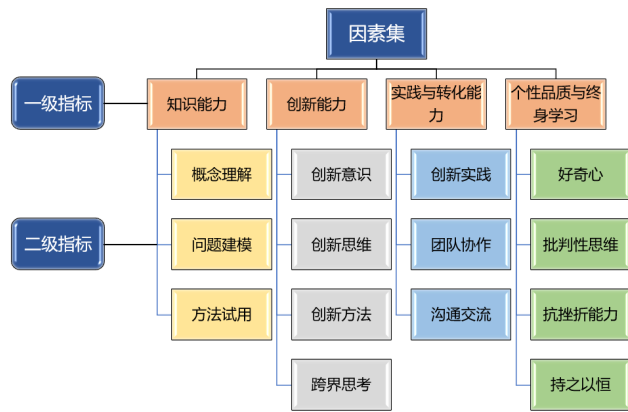 因素集
一级指标
知识能力
创新能力
实践与转化能
力
个性品质与终
身学习
概念理解
创新意识
创新实践
好奇心
二级指标
问题建模
创新思维
团队协作
批判性思维
方法试用
创新方法
沟通交流
抗挫折能力
跨界思考
持之以恒